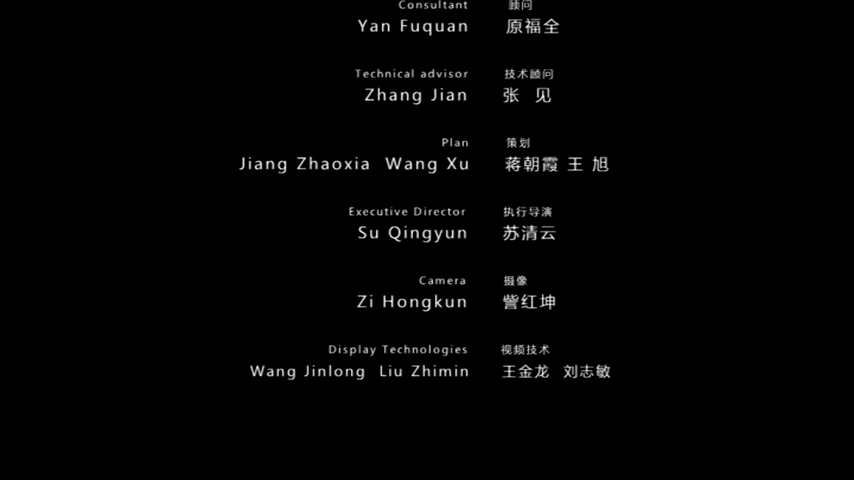 Consultant 顾问
Yan Fuquan 原福全
Technical advisor 技术顾问
Zhang Jian 张 见
Plan 策划
Jiang Zhaoxia Wang Xu 蒋朝霞 王 旭
Executive Director 执行导演
Su Qingyun 苏清云
Camera 摄像
Zi Hongkun 訾红坤
Display Technologies 视频技术
Wang Jinlong Liu Zhimin 王金龙 刘志敏